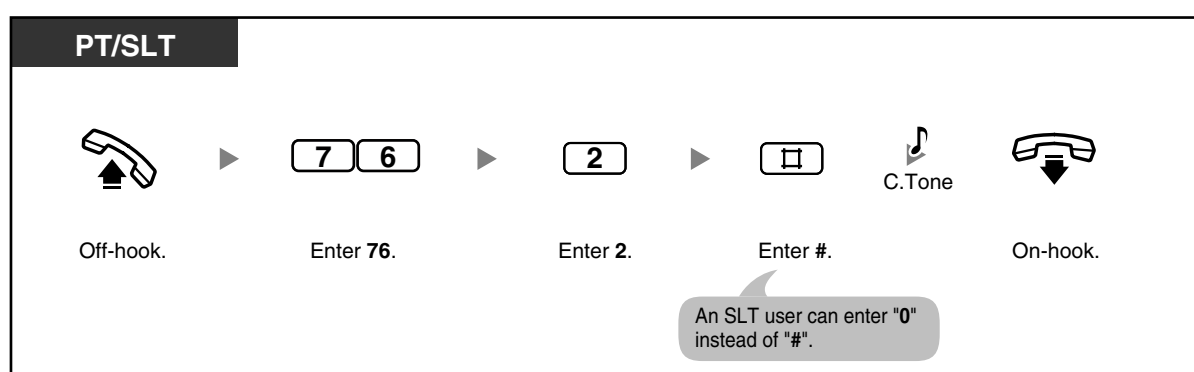 PT/SLT
7 6
2
C.Tone
Off-hook.
Enter 76.
Enter 2.
Enter #.
On-hook.
An SLT user can enter "0"
instead of "#".